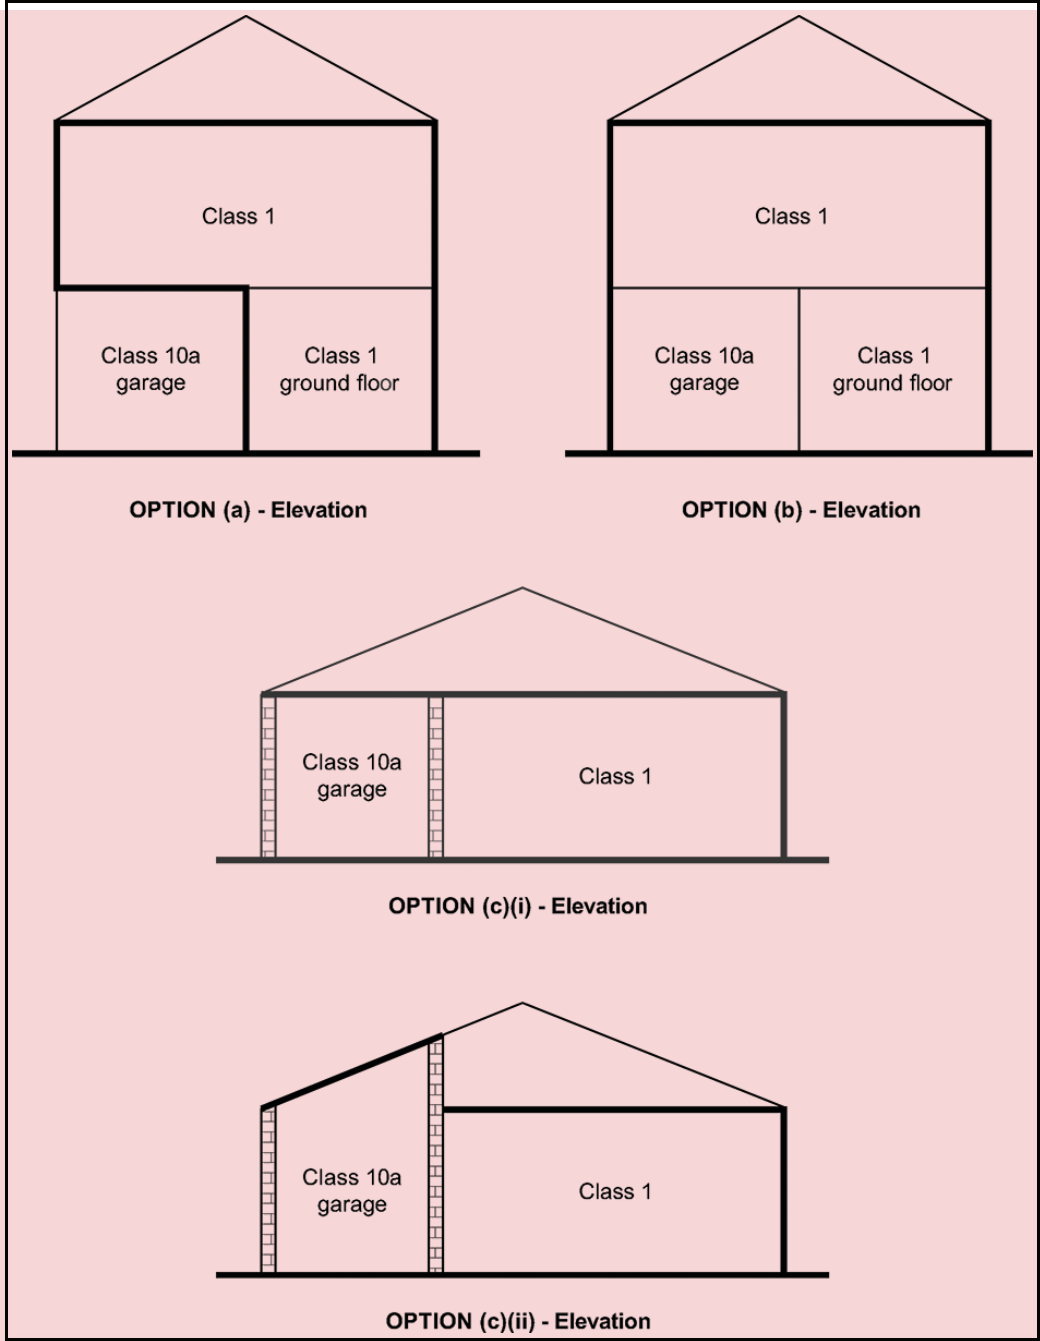 Class 1
Class 10a
garage
Class 1
ground floor
OPTION (a) - Elevation
Class 1
Class 10a
garage
Class 1
ground floor
OPTION (b) - Elevation
Class 10a
garage
Class 1
OPTION (c)(i) - Elevation
Class 10a
garage
Class 1
OPTION (c)(ii) - Elevation